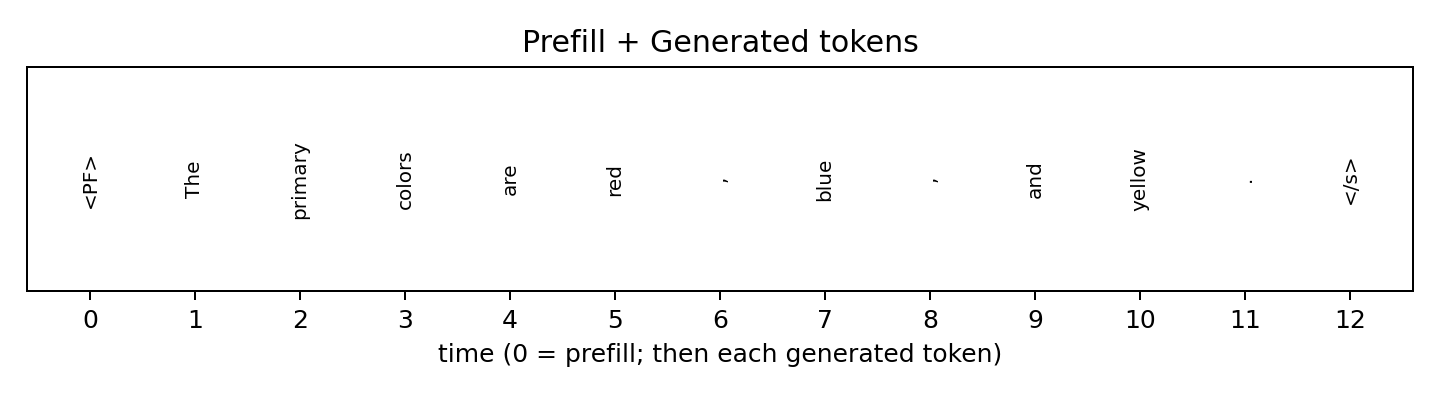 Prefill + Generated tokens
<PF> The primary colors are red , blue , and yellow . </s>
0 1 2 3 4 5 6 7 8 9 10 11 12
time (0 = prefill; then each generated token)